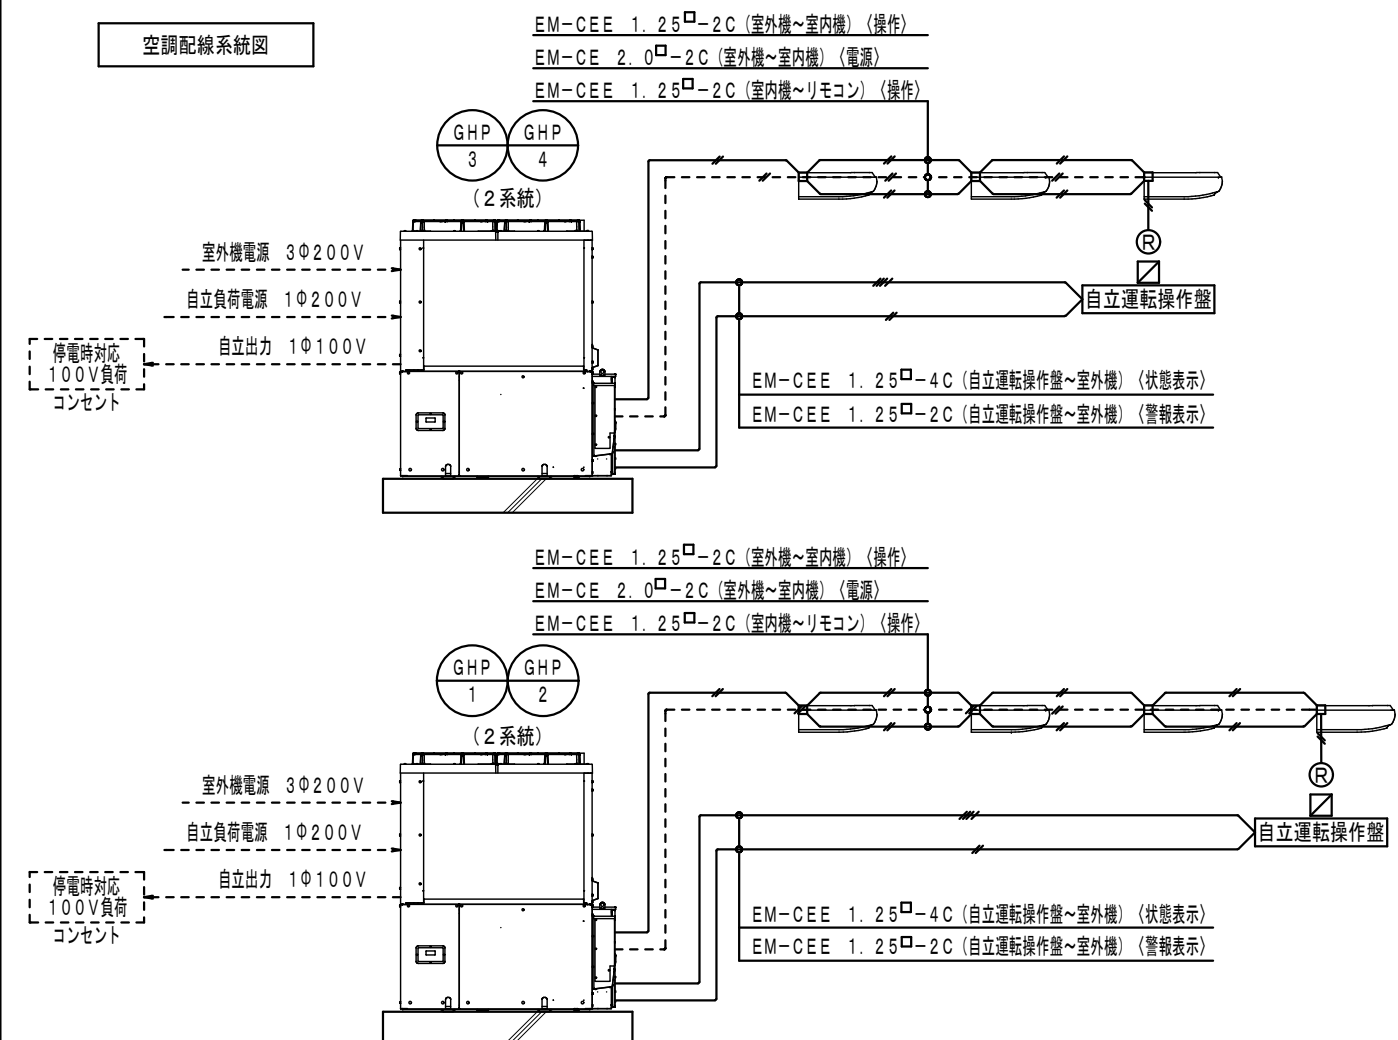 空調配線系統図
EM-CEE 1.25□-2C(室外機~室内機)〈操作〉
EM-CE 2.0□-2C(室外機~室内機)〈電源〉
EM-CEE 1.25□-2C(室内機~リモコン)〈操作〉
GHP 3
GHP 4
(2系統)
室外機電源 3Φ200V
自立負荷電源 1Φ200V
自立出力 1Φ100V
停電時対応
100V負荷
コンセント
R
自立運転操作盤
EM-CEE 1.25□-4C(自立運転操作盤~室外機)〈状態表示〉
EM-CEE 1.25□-2C(自立運転操作盤~室外機)〈警報表示〉
EM-CEE 1.25□-2C(室外機~室内機)〈操作〉
EM-CE 2.0□-2C(室外機~室内機)〈電源〉
EM-CEE 1.25□-2C(室内機~リモコン)〈操作〉
GHP 1
GHP 2
(2系統)
室外機電源 3Φ200V
自立負荷電源 1Φ200V
自立出力 1Φ100V
停電時対応
100V負荷
コンセント
R
自立運転操作盤
EM-CEE 1.25□-4C(自立運転操作盤~室外機)〈状態表示〉
EM-CEE 1.25□-2C(自立運転操作盤~室外機)〈警報表示〉